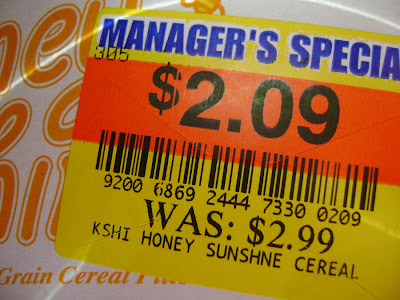 MANAGER'S SPECIA
305
$2.09
9200 6869 2444 7330 0209
WAS: $2.99
KSHI HONEY SUNSHNE CEREAL
Grain Cereal